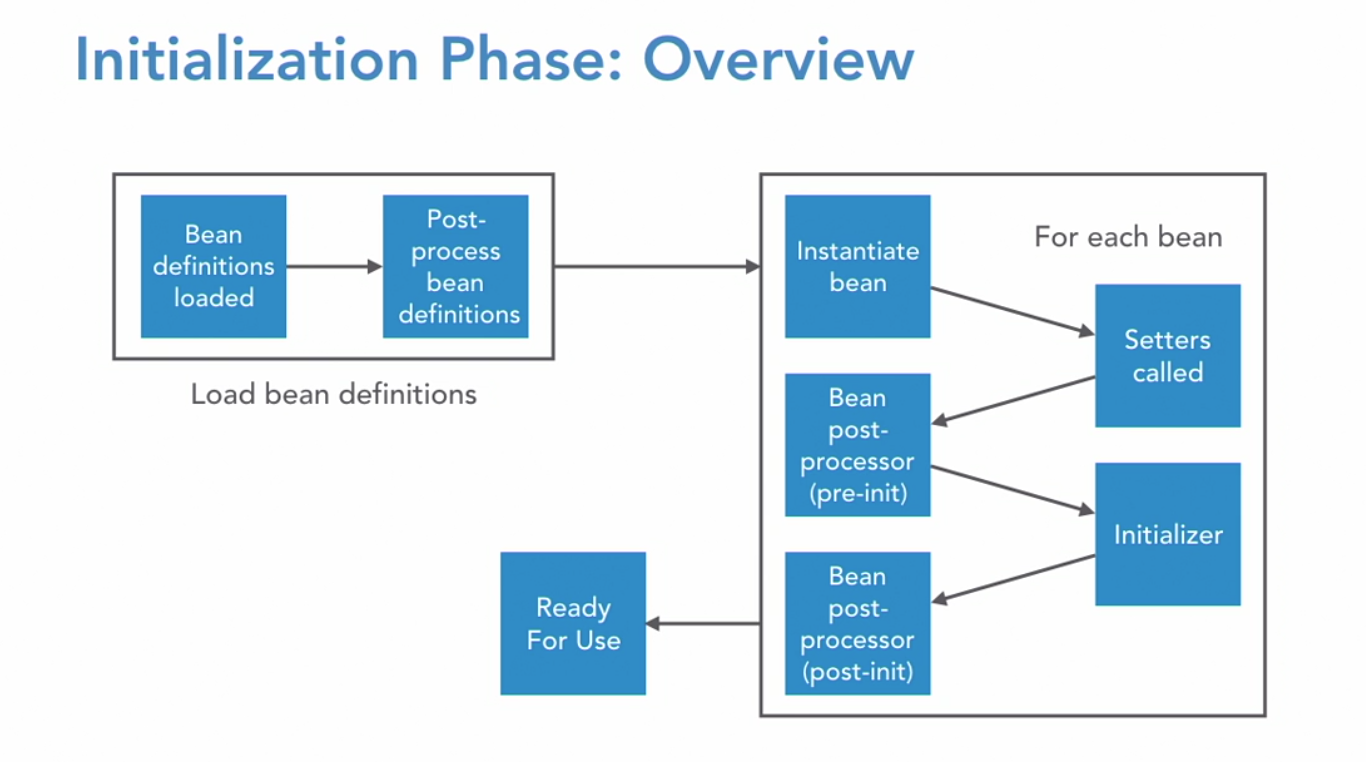 Initialization Phase: Overview
Bean
definitions
loaded
Post-
process
bean
definitions
Load bean definitions
For each bean
Instantiate
bean
Setters
called
Bean
post-
processor
(pre-init)
Initializer
Bean
post-
processor
(post-init)
Ready
For Use